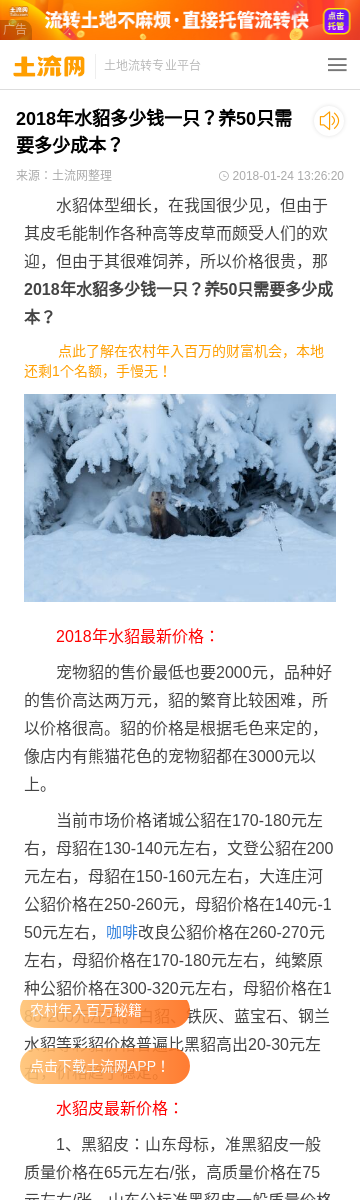 土流网
流转土地不麻烦·直接托管流转快
点击
托管
广告
土流网
土地流转专业平台
2018年水貂多少钱一只？养50只需
要多少成本？
来源：土流网整理
2018-01-24 13:26:20
水貂体型细长，在我国很少见，但由于
其皮毛能制作各种高等皮草而颇受人们的欢
迎，但由于其很难饲养，所以价格很贵，那
2018年水貂多少钱一只？养50只需要多少成
本？
点此了解在农村年入百万的财富机会，本地
还剩1个名额，手慢无！
2018年水貂最新价格：
宠物貂的售价最低也要2000元，品种好
的售价高达两万元，貂的繁育比较困难，所
以价格很高。貂的价格是根据毛色来定的，
像店内有熊猫花色的宠物貂都在3000元以
上。
当前市场价格诸城公貂在170-180元左
右，母貂在130-140元左右，文登公貂在200
元左右，母貂在150-160元左右，大连庄河
公貂价格在250-260元，母貂价格在140元-1
50元左右，咖啡改良公貂价格在260-270元
左右，母貂价格在170-180元左右，纯繁原
种公貂价格在300-320元左右，母貂价格在1
农村年入百万秘籍
、铁灰、蓝宝石、钢兰
水貂等彩貂价格普遍比黑貂高出20-30元左
点击下载土流网APP！
水貂皮最新价格：
1、黑貂皮：山东母标，准黑貂皮一般
质量价格在65元左右/张，高质量价格在75
元左右/张，山东公标准黑貂皮一般质量价格